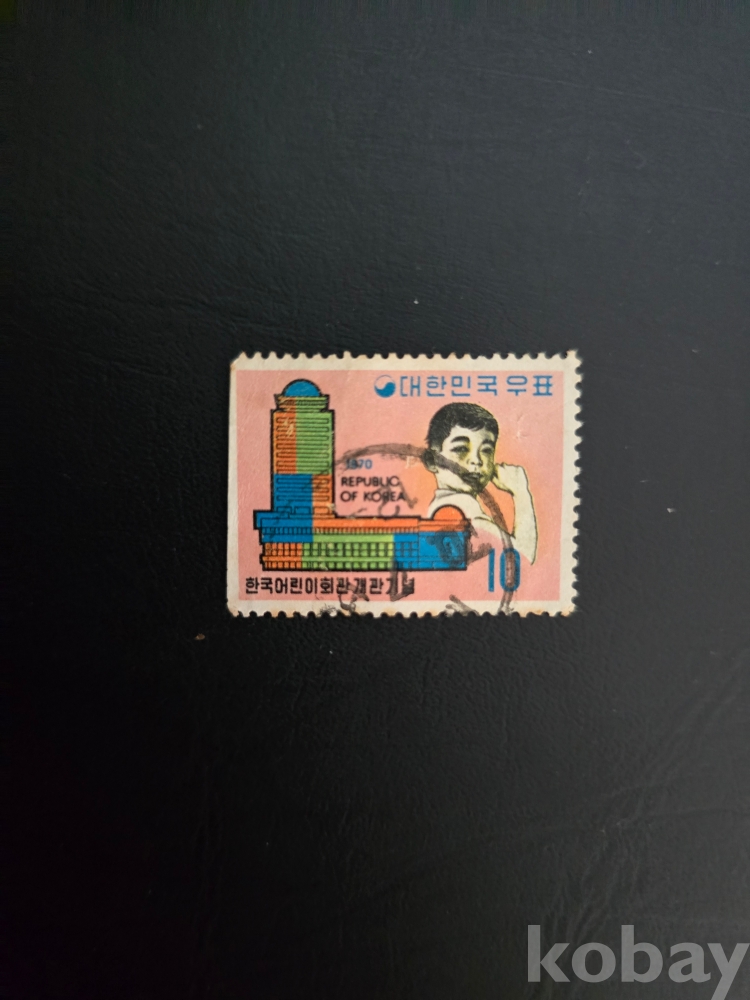 대한민국우표
1970
REPUBLIC
OF KOREA
10
한국어린이회관개관기념
kobay